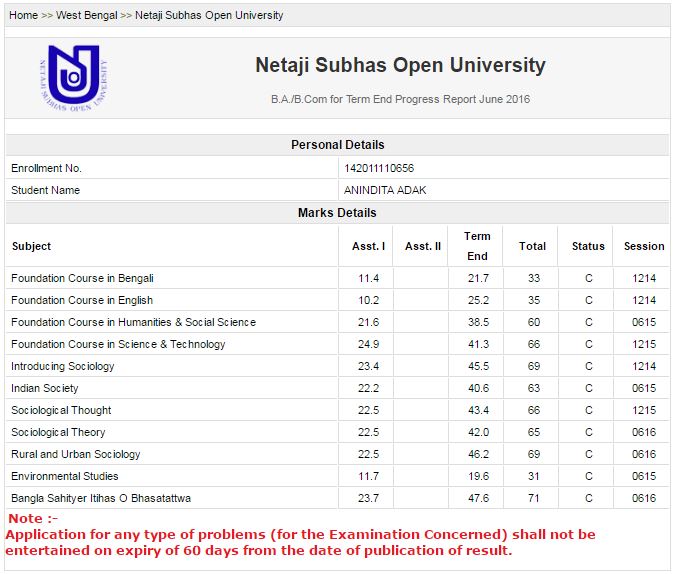 Home >> West Bengal >> Netaji Subhas Open University
NETAJI SUBHAS OPEN UNIVERSITY
Netaji Subhas Open University
B.A./B.Com for Term End Progress Report June 2016
Personal Details
Enrollment No. 142011110656
Student Name ANINDITA ADAK
Marks Details
Subject Asst. I Asst. II Term End Total Status Session
Foundation Course in Bengali 11.4 21.7 33 C 1214
Foundation Course in English 10.2 25.2 35 C 1214
Foundation Course in Humanities & Social Science 21.6 38.5 60 C 0615
Foundation Course in Science & Technology 24.9 41.3 66 C 1215
Introducing Sociology 23.4 45.5 69 C 1214
Indian Society 22.2 40.6 63 C 0615
Sociological Thought 22.5 43.4 66 C 1215
Sociological Theory 22.5 42.0 65 C 0616
Rural and Urban Sociology 22.5 46.2 69 C 0616
Environmental Studies 11.7 19.6 31 C 0615
Bangla Sahityer Itihas O Bhasatattwa 23.7 47.6 71 C 0616
Note :-
Application for any type of problems (for the Examination Concerned) shall not be
entertained on expiry of 60 days from the date of publication of result.